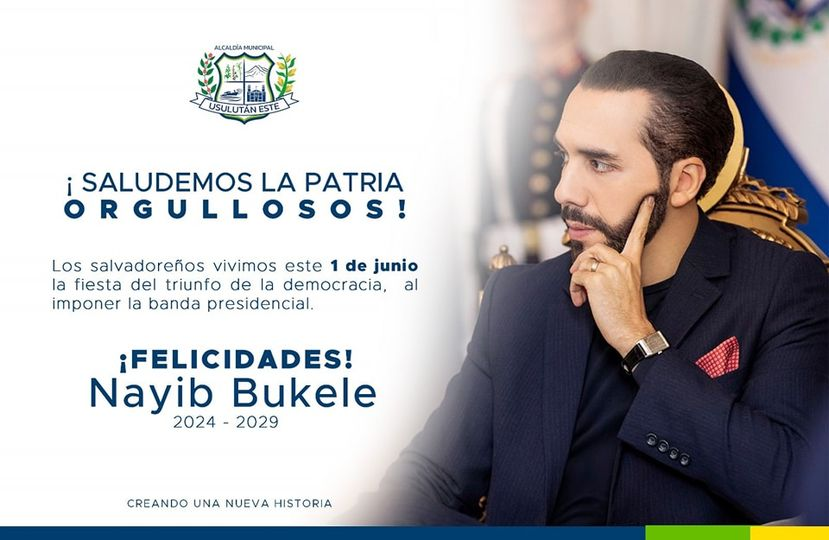 ALCALDÍA MUNICIPAL
USULUTÁN ESTE
¡ SALUDEMOS LA PATRIA
ORGULLOSOS!
Los salvadoreños vivimos este 1 de junio
la fiesta del triunfo de la democracia, al
imponer la banda presidencial.
¡FELICIDADES!
Nayib Bukele
2024 - 2029
CREANDO UNA NUEVA HISTORIA